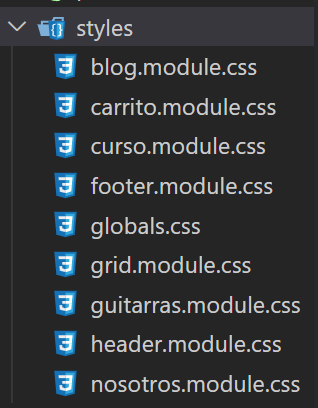 styles
blog.module.css
carrito.module.css
curso.module.css
footer.module.css
globals.css
grid.module.css
guitarras.module.css
header.module.css
nosotros.module.css